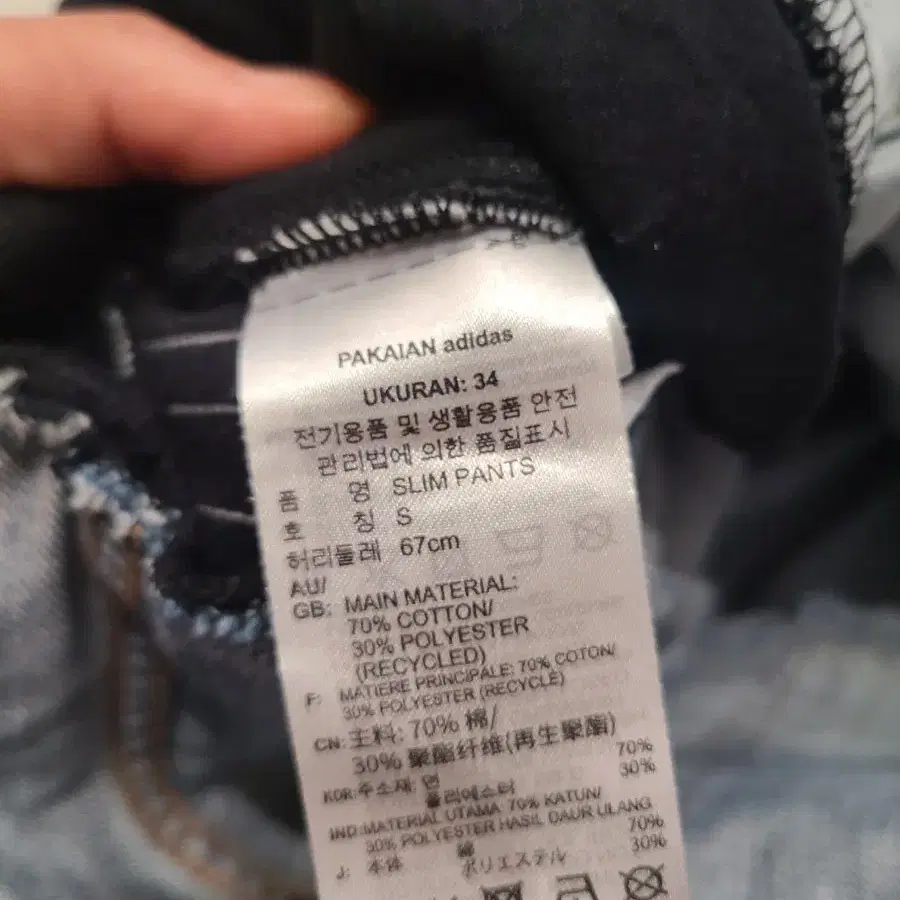 PAKAIAN adidas
UKURAN: 34
전기용품 및 생활용품 안전
관리법에 의한 품질표시
품 명 SLIM PANTS
호 칭 S
허리둘레 67cm
AU/
GB: MAIN MATERIAL:
70% COTTON/
30% POLYESTER
(RECYCLED)
F: MATIERE PRINCIPALE: 70% COTON/
30% POLYESTER (RECYCLE)
CN: 主料: 70% 棉/
30% 聚酯纤维(再生聚酯)
KOR: 주소재: 면 70%
폴리에스터 30%
IND: MATERIAL UTAMA: 70% KATUN/
30% POLYESTER HASIL DAUR ULANG
J: 本体 綿 70%
ポリエステル 30%